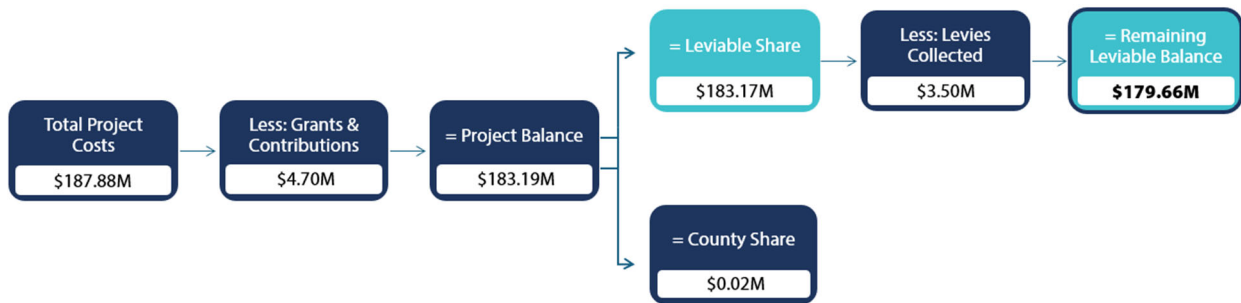 Total Project
Costs
$187.88M
Less: Grants &
Contributions
$4.70M
= Project Balance
$183.19M
= Leviable Share
$183.17M
Less: Levies
Collected
$3.50M
= Remaining
Leviable Balance
$179.66M
= County Share
$0.02M